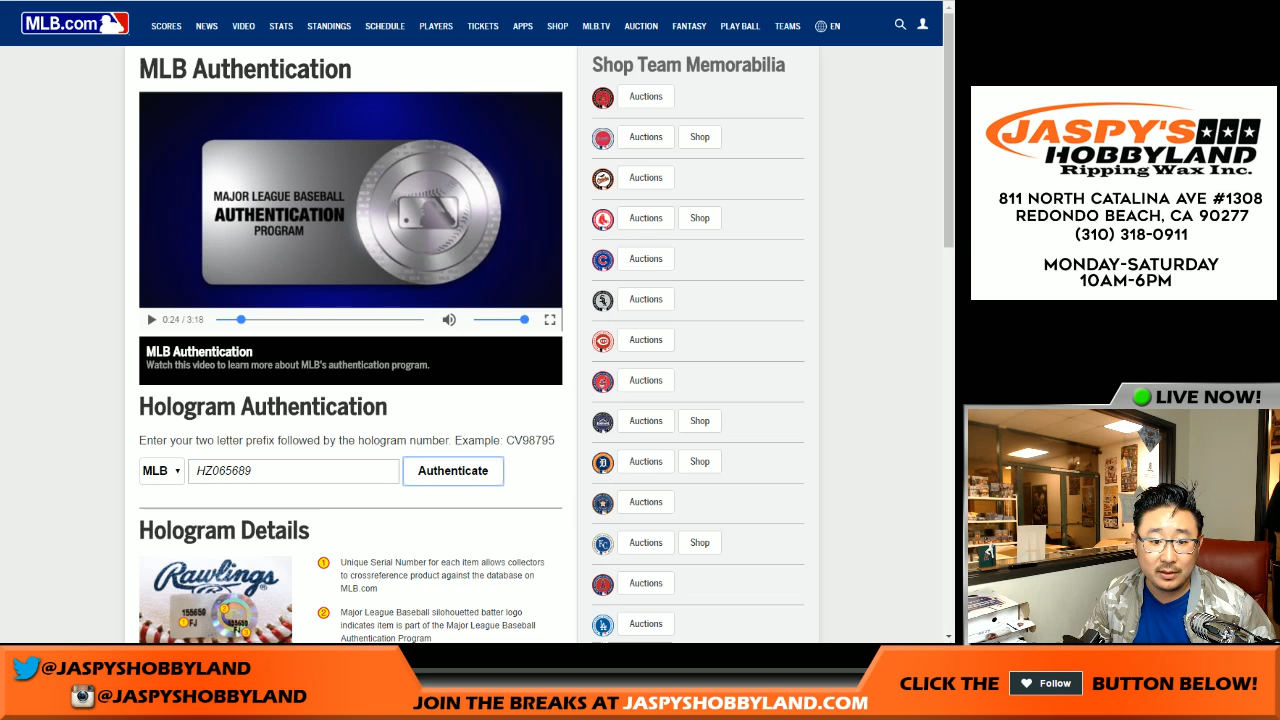 MLB.com
SCORES NEWS VIDEO STATS STANDINGS SCHEDULE PLAYERS TICKETS APPS SHOP MLB.TV AUCTION FANTASY PLAY BALL TEAMS EN
MLB Authentication
MAJOR LEAGUE BASEBALL
AUTHENTICATION
PROGRAM
0:24 / 3:18
MLB Authentication
Watch this video to learn more about MLB's authentication program.
Hologram Authentication
Enter your two letter prefix followed by the hologram number. Example: CV98795
MLB HZ065689 Authenticate
Hologram Details
Rawlings
155659
FJ
1
2
3
1 Unique Serial Number for each item allows collectors
to crossreference product against the database on
MLB.com
2 Major League Baseball silohouetted batter logo
indicates item is part of the Major League Baseball
Authentication Program
Shop Team Memorabilia
Auctions
Auctions Shop
Auctions
Auctions Shop
Auctions
Auctions
Auctions
Auctions
Auctions Shop
Auctions Shop
Auctions
Auctions Shop
Auctions
Auctions
JASPY'S
HOBBYLAND
Ripping Wax Inc.
811 NORTH CATALINA AVE #1308
REDONDO BEACH, CA 90277
(310) 318-0911
MONDAY-SATURDAY
10AM-6PM
LIVE NOW!
@JASPYSHOBBYLAND
@JASPYSHOBBYLAND
JOIN THE BREAKS AT JASPYSHOBBYLAND.COM
CLICK THE Follow BUTTON BELOW!